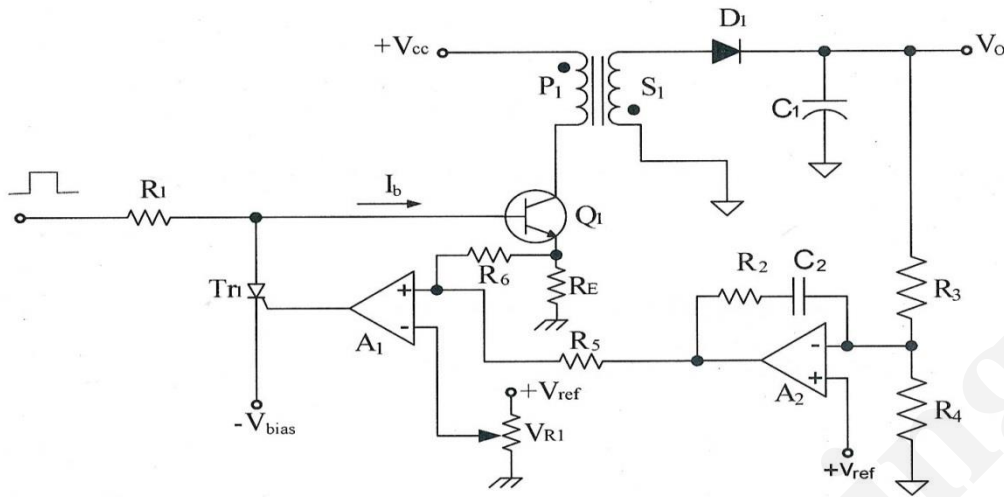 +Vcc
P1
S1
D1
Vo
C1
R1
Ib
Q1
R6
RE
Tr1
A1
+
-
R2
C2
R3
R5
A2
-
+
R4
+Vref
VR1
-Vbias
+Vref